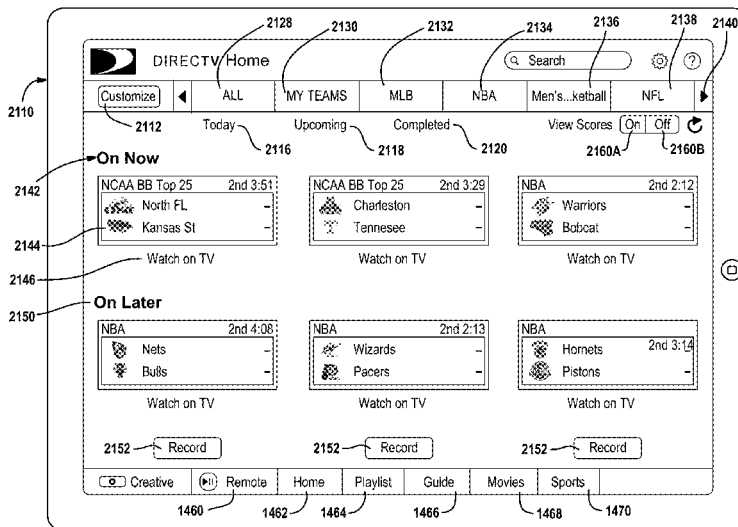 2128 2130 2132 2134 2136 2138 2140
DIRECTV Home Search ?
2110
Customize ALL MY TEAMS MLB NBA Men's...ketball NFL
2112 Today Upcoming Completed View Scores On Off
2116 2118 2120 2160A 2160B
On Now
2142
NCAA BB Top 25 2nd 3:51 NCAA BB Top 25 2nd 3:29 NBA 2nd 2:12
North FL – Charleston – Warriors –
2144 Kansas St – Tennesee – Bobcat –
2146 Watch on TV Watch on TV Watch on TV
2150 On Later
NBA 2nd 4:08 NBA 2nd 2:13 NBA 2nd 3:14
Nets – Wizards – Hornets –
Bulls – Pacers – Pistons –
Watch on TV Watch on TV Watch on TV
2152 Record 2152 Record 2152 Record
Creative Remote Home Playlist Guide Movies Sports
1460 1462 1464 1466 1468 1470